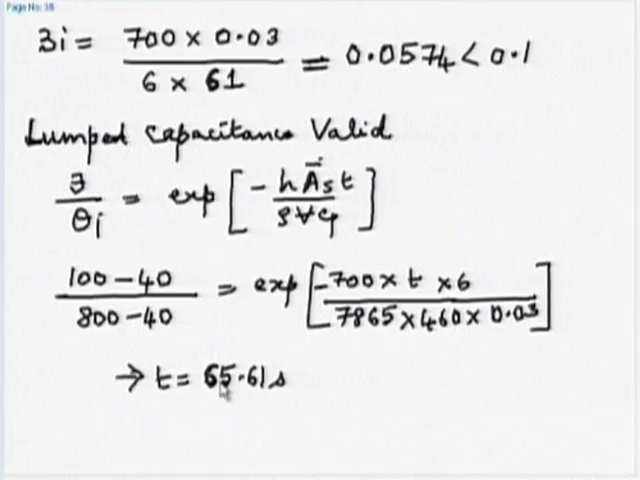 Page No: 38
Bi = 700 × 0.03 / 6 × 61 = 0.0574 < 0.1
Lumped Capacitance Valid
θ / θi = exp [ - h As t / ρ ∀ cp ]
100 - 40 / 800 - 40 = exp [ -700 × t × 6 / 7865 × 460 × 0.03 ]
→ t = 65.61 s